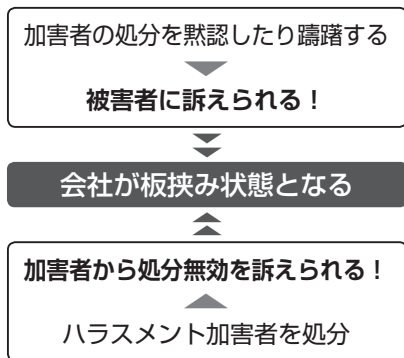 加害者の処分を黙認したり躊躇する
被害者に訴えられる！
会社が板挟み状態となる
加害者から処分無効を訴えられる！
ハラスメント加害者を処分